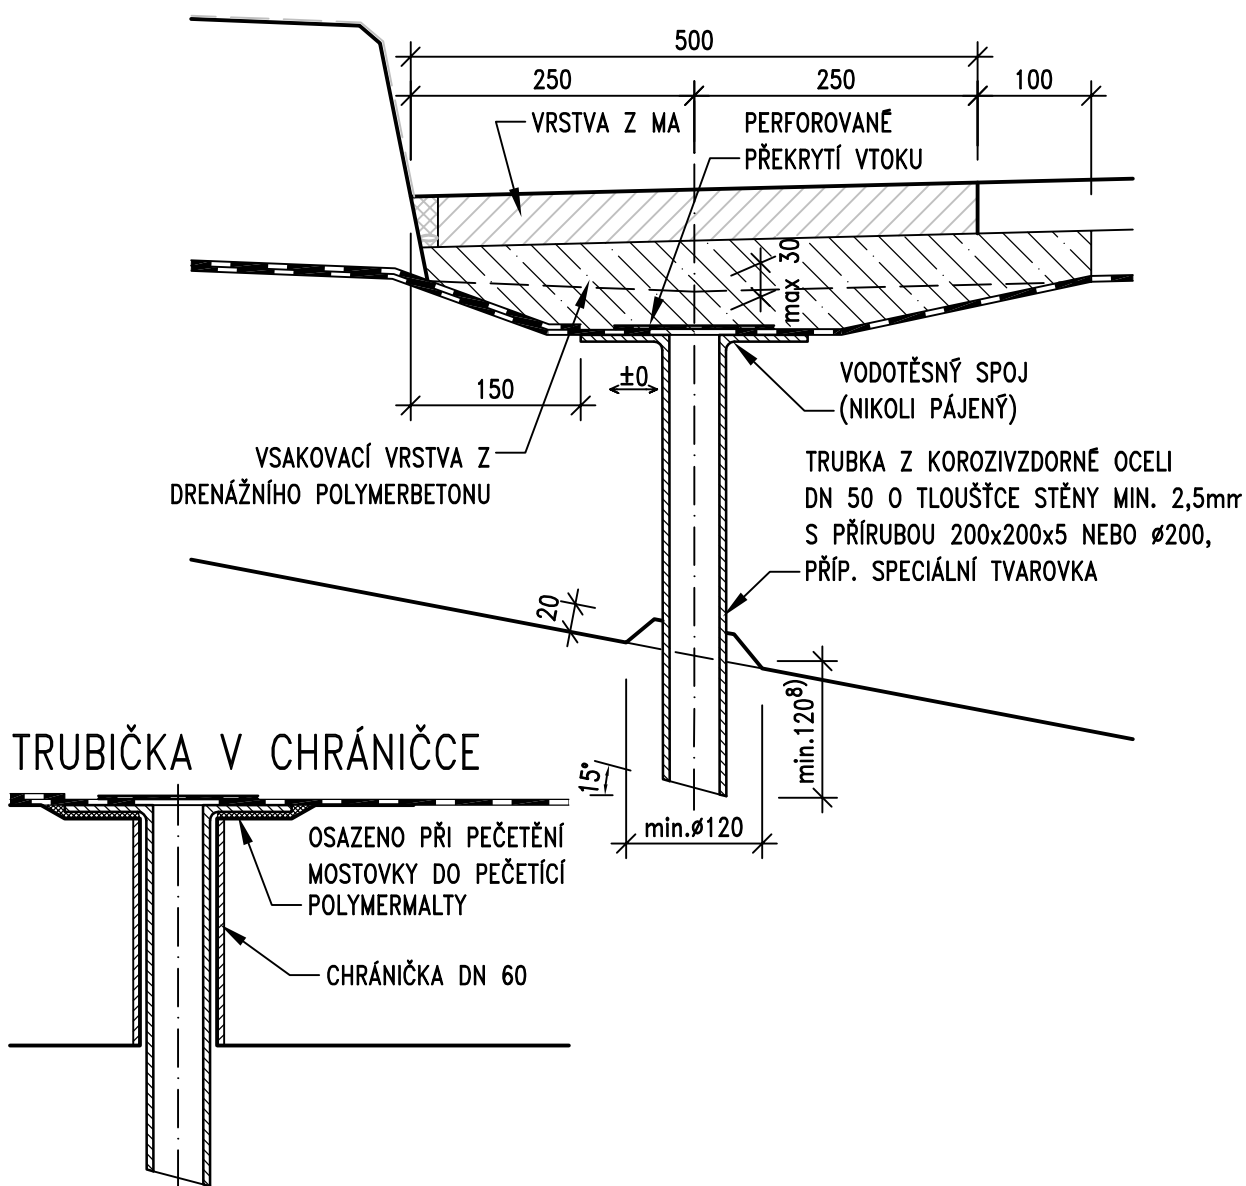 500
250
250
100
VRSTVA Z MA
PERFOROVANÉ
PŘEKRYTÍ VTOKU
max 30
±0
150
VODOTĚSNÝ SPOJ
(NIKOLI PÁJENÝ)
VSAKOVACÍ VRSTVA Z
DRENÁŽNÍHO POLYMERBETONU
TRUBKA Z KOROZIVZDORNÉ OCELI
DN 50 O TLOUŠŤCE STĚNY MIN. 2,5mm
S PŘÍRUBOU 200x200x5 NEBO ø200,
PŘÍP. SPECIÁLNÍ TVAROVKA
20
min.120⁸⁾
15°
min.ø120
TRUBIČKA V CHRÁNIČCE
OSAZENO PŘI PEČETĚNÍ
MOSTOVKY DO PEČETÍCÍ
POLYMERMALTY
CHRÁNIČKA DN 60